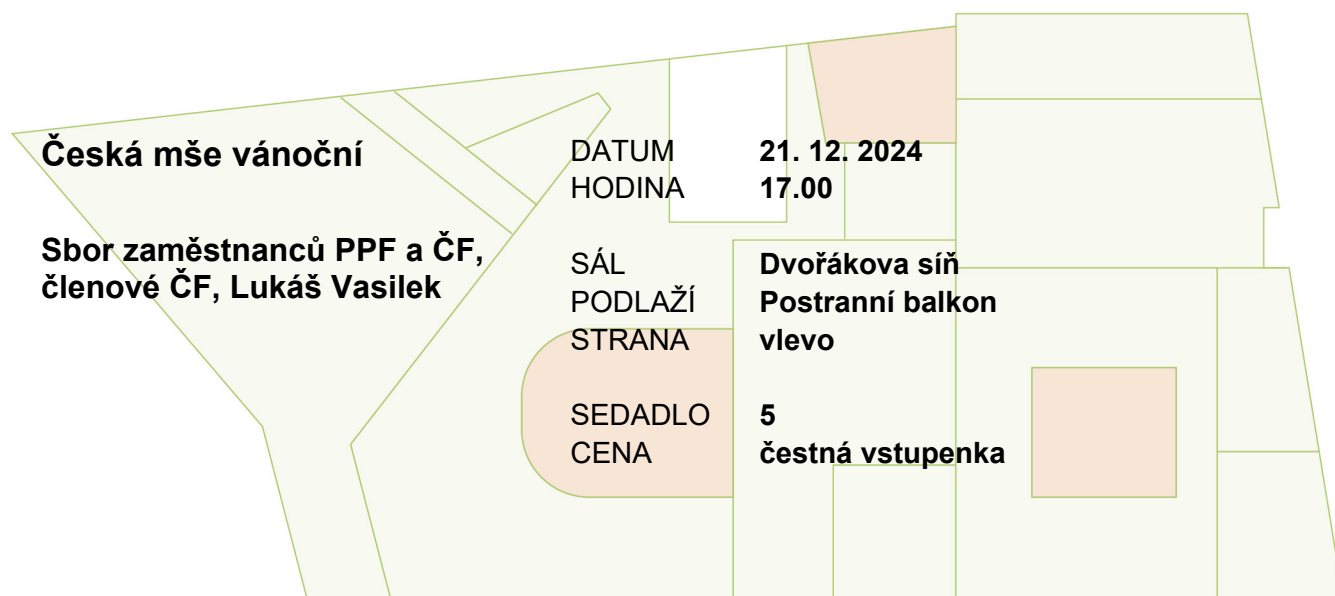 Česká mše vánoční
Sbor zaměstnanců PPF a ČF,
členové ČF, Lukáš Vasilek
DATUM 21. 12. 2024
HODINA 17.00
SÁL Dvořákova síň
PODLAŽÍ Postranní balkon
STRANA vlevo
SEDADLO 5
CENA čestná vstupenka